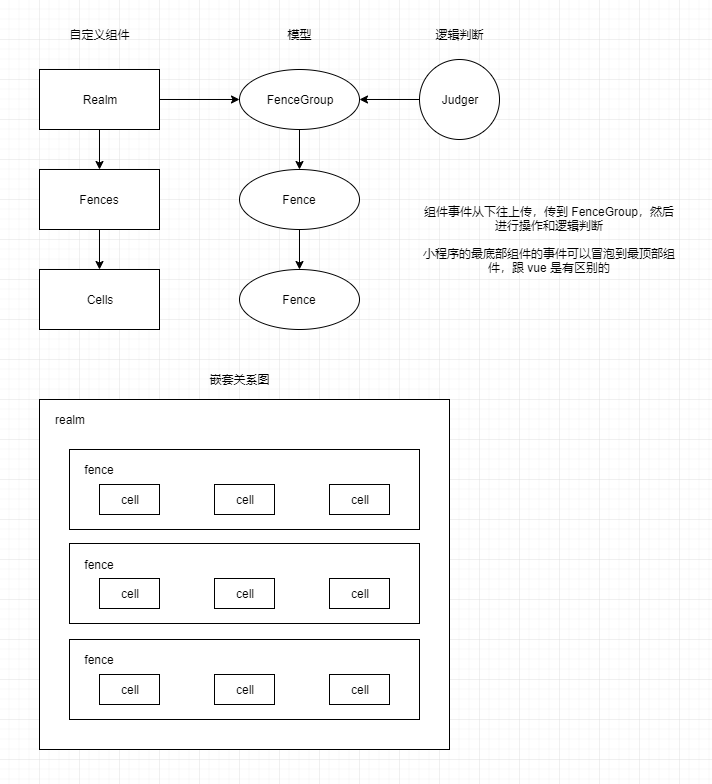 自定义组件
模型
逻辑判断
Realm
FenceGroup
Judger
Fences
Fence
组件事件从下往上传，传到 FenceGroup，然后
进行操作和逻辑判断
小程序的最底部组件的事件可以冒泡到最顶部组
件，跟 vue 是有区别的
Cells
Fence
嵌套关系图
realm
fence
cell
cell
cell
fence
cell
cell
cell
fence
cell
cell
cell